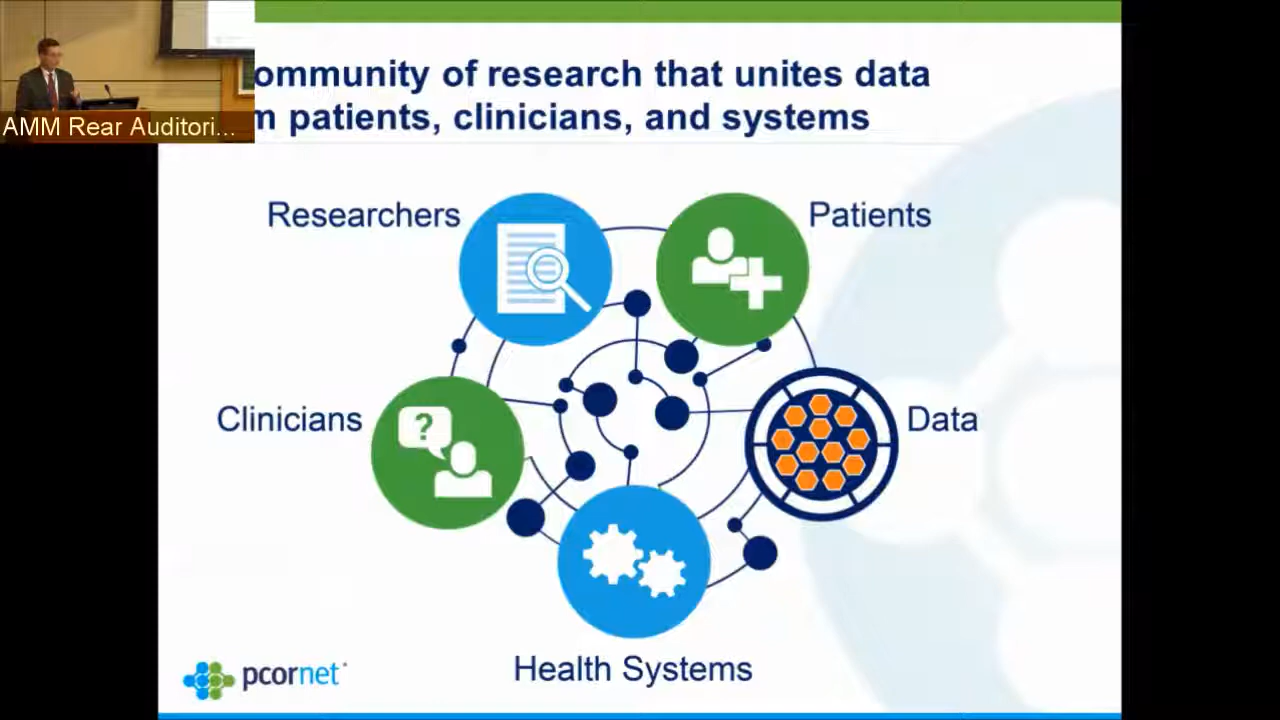 ommunity of research that unites data
m patients, clinicians, and systems
AMM Rear Auditori...
Researchers
Patients
?
Clinicians
Data
Health Systems
pcornet